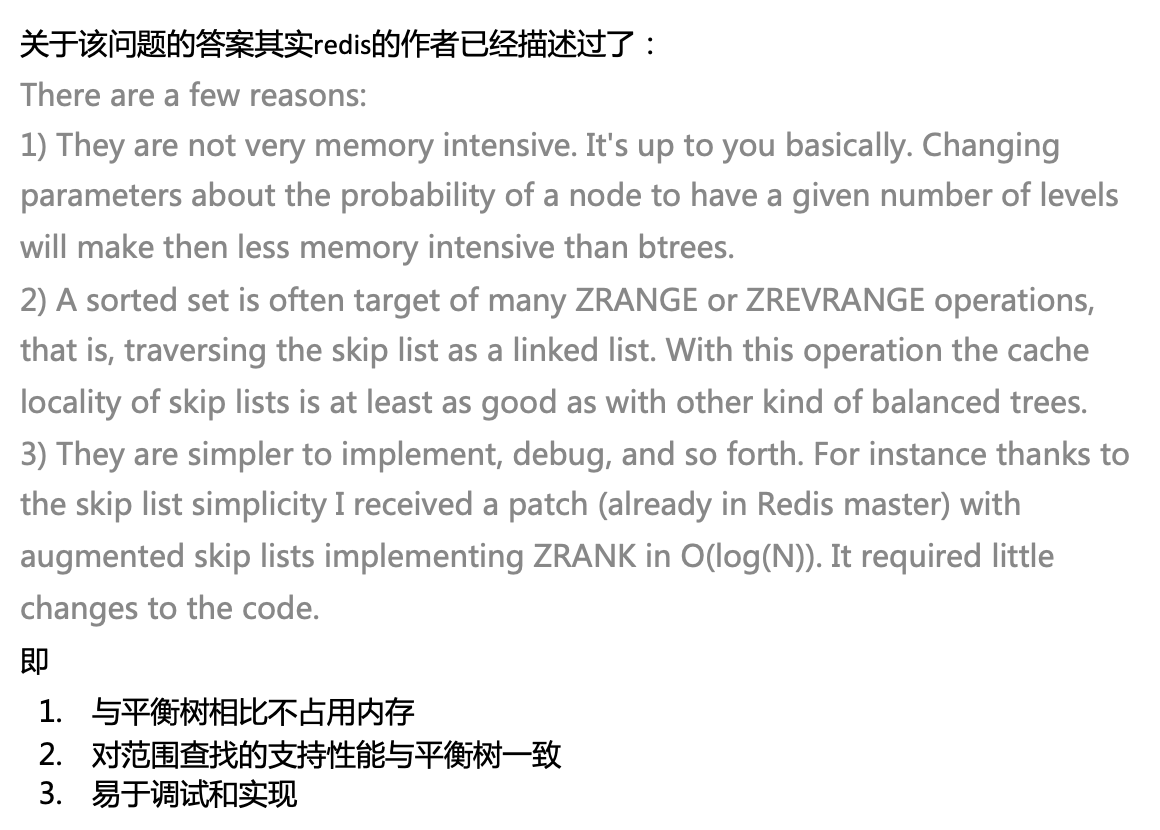 关于该问题的答案其实redis的作者已经描述过了：
There are a few reasons:
1) They are not very memory intensive. It's up to you basically. Changing
parameters about the probability of a node to have a given number of levels
will make then less memory intensive than btrees.
2) A sorted set is often target of many ZRANGE or ZREVRANGE operations,
that is, traversing the skip list as a linked list. With this operation the cache
locality of skip lists is at least as good as with other kind of balanced trees.
3) They are simpler to implement, debug, and so forth. For instance thanks to
the skip list simplicity I received a patch (already in Redis master) with
augmented skip lists implementing ZRANK in O(log(N)). It required little
changes to the code.
即
1. 与平衡树相比不占用内存
2. 对范围查找的支持性能与平衡树一致
3. 易于调试和实现